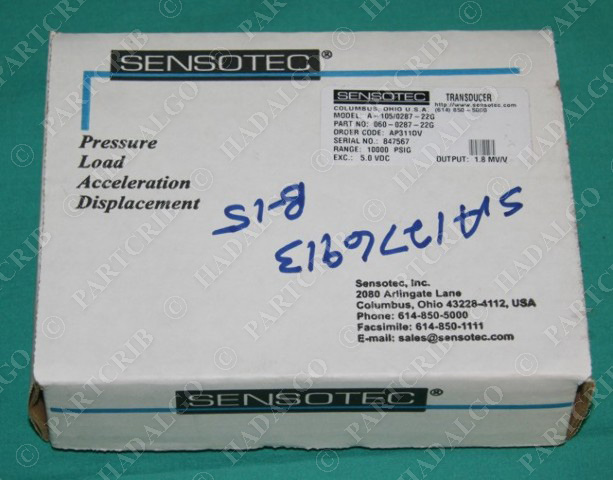 SENSOTEC®
SENSOTEC
TRANSDUCER
COLUMBUS, OHIO U.S.A.
http://www.sensotec.com
(614) 850-5000
MODEL: A-105/0287-22G
PART NO: 060-0287-22G
ORDER CODE: AP311DV
SERIAL NO.: 847567
RANGE: 10000 PSIG
EXC.: 5.0 VDC
OUTPUT: 1.8 MV/V
Pressure
Load
Acceleration
Displacement
SIA1276913
B-15
Sensotec, Inc.
2080 Arlingate Lane
Columbus, Ohio 43228-4112, USA
Phone: 614-850-5000
Facsimile: 614-850-1111
E-mail: sales@sensotec.com
SENSOTEC®
PARTCRIB
HADALGO